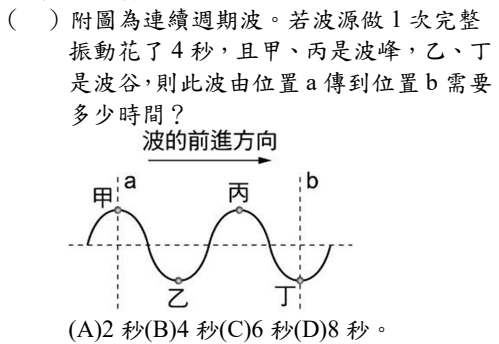 （　）附圖為連續週期波。若波源做 1 次完整
振動花了 4 秒，且甲、丙是波峰，乙、丁
是波谷，則此波由位置 a 傳到位置 b 需要
多少時間？
波的前進方向
甲 a 丙 b
乙 丁
(A)2 秒(B)4 秒(C)6 秒(D)8 秒。